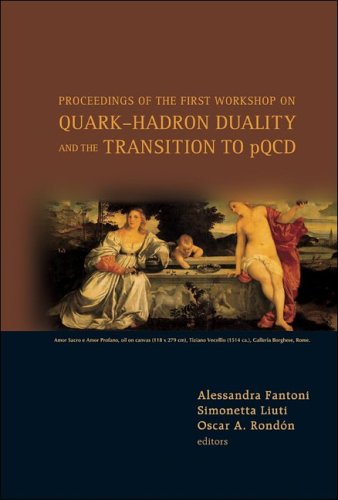 PROCEEDINGS OF THE FIRST WORKSHOP ON
QUARK–HADRON DUALITY
AND THE TRANSITION TO pQCD
Amor Sacro e Amor Profano, oil on canvas (118 x 279 cm), Tiziano Vecellio (1514 ca.), Galleria Borghese, Rome.
Alessandra Fantoni
Simonetta Liuti
Oscar A. Rondón
editors